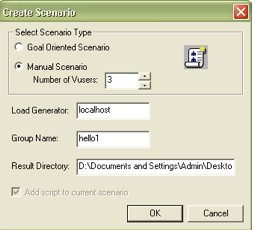 Create Scenario
Select Scenario Type
Goal Oriented Scenario
Manual Scenario
Number of Vusers: 3
Load Generator: localhost
Group Name: hello1
Result Directory: D:\Documents and Settings\Admin\Deskto
Add script to current scenario
OK Cancel